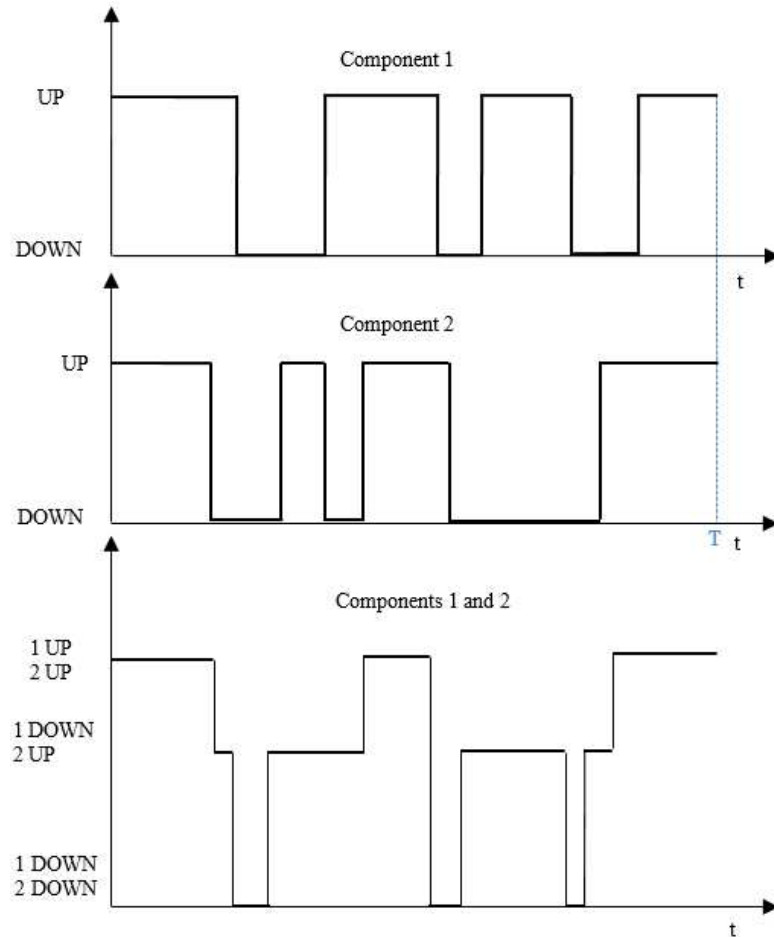 Component 1
UP
DOWN
t
Component 2
UP
DOWN
T
t
Components 1 and 2
1 UP
2 UP
1 DOWN
2 UP
1 DOWN
2 DOWN
t